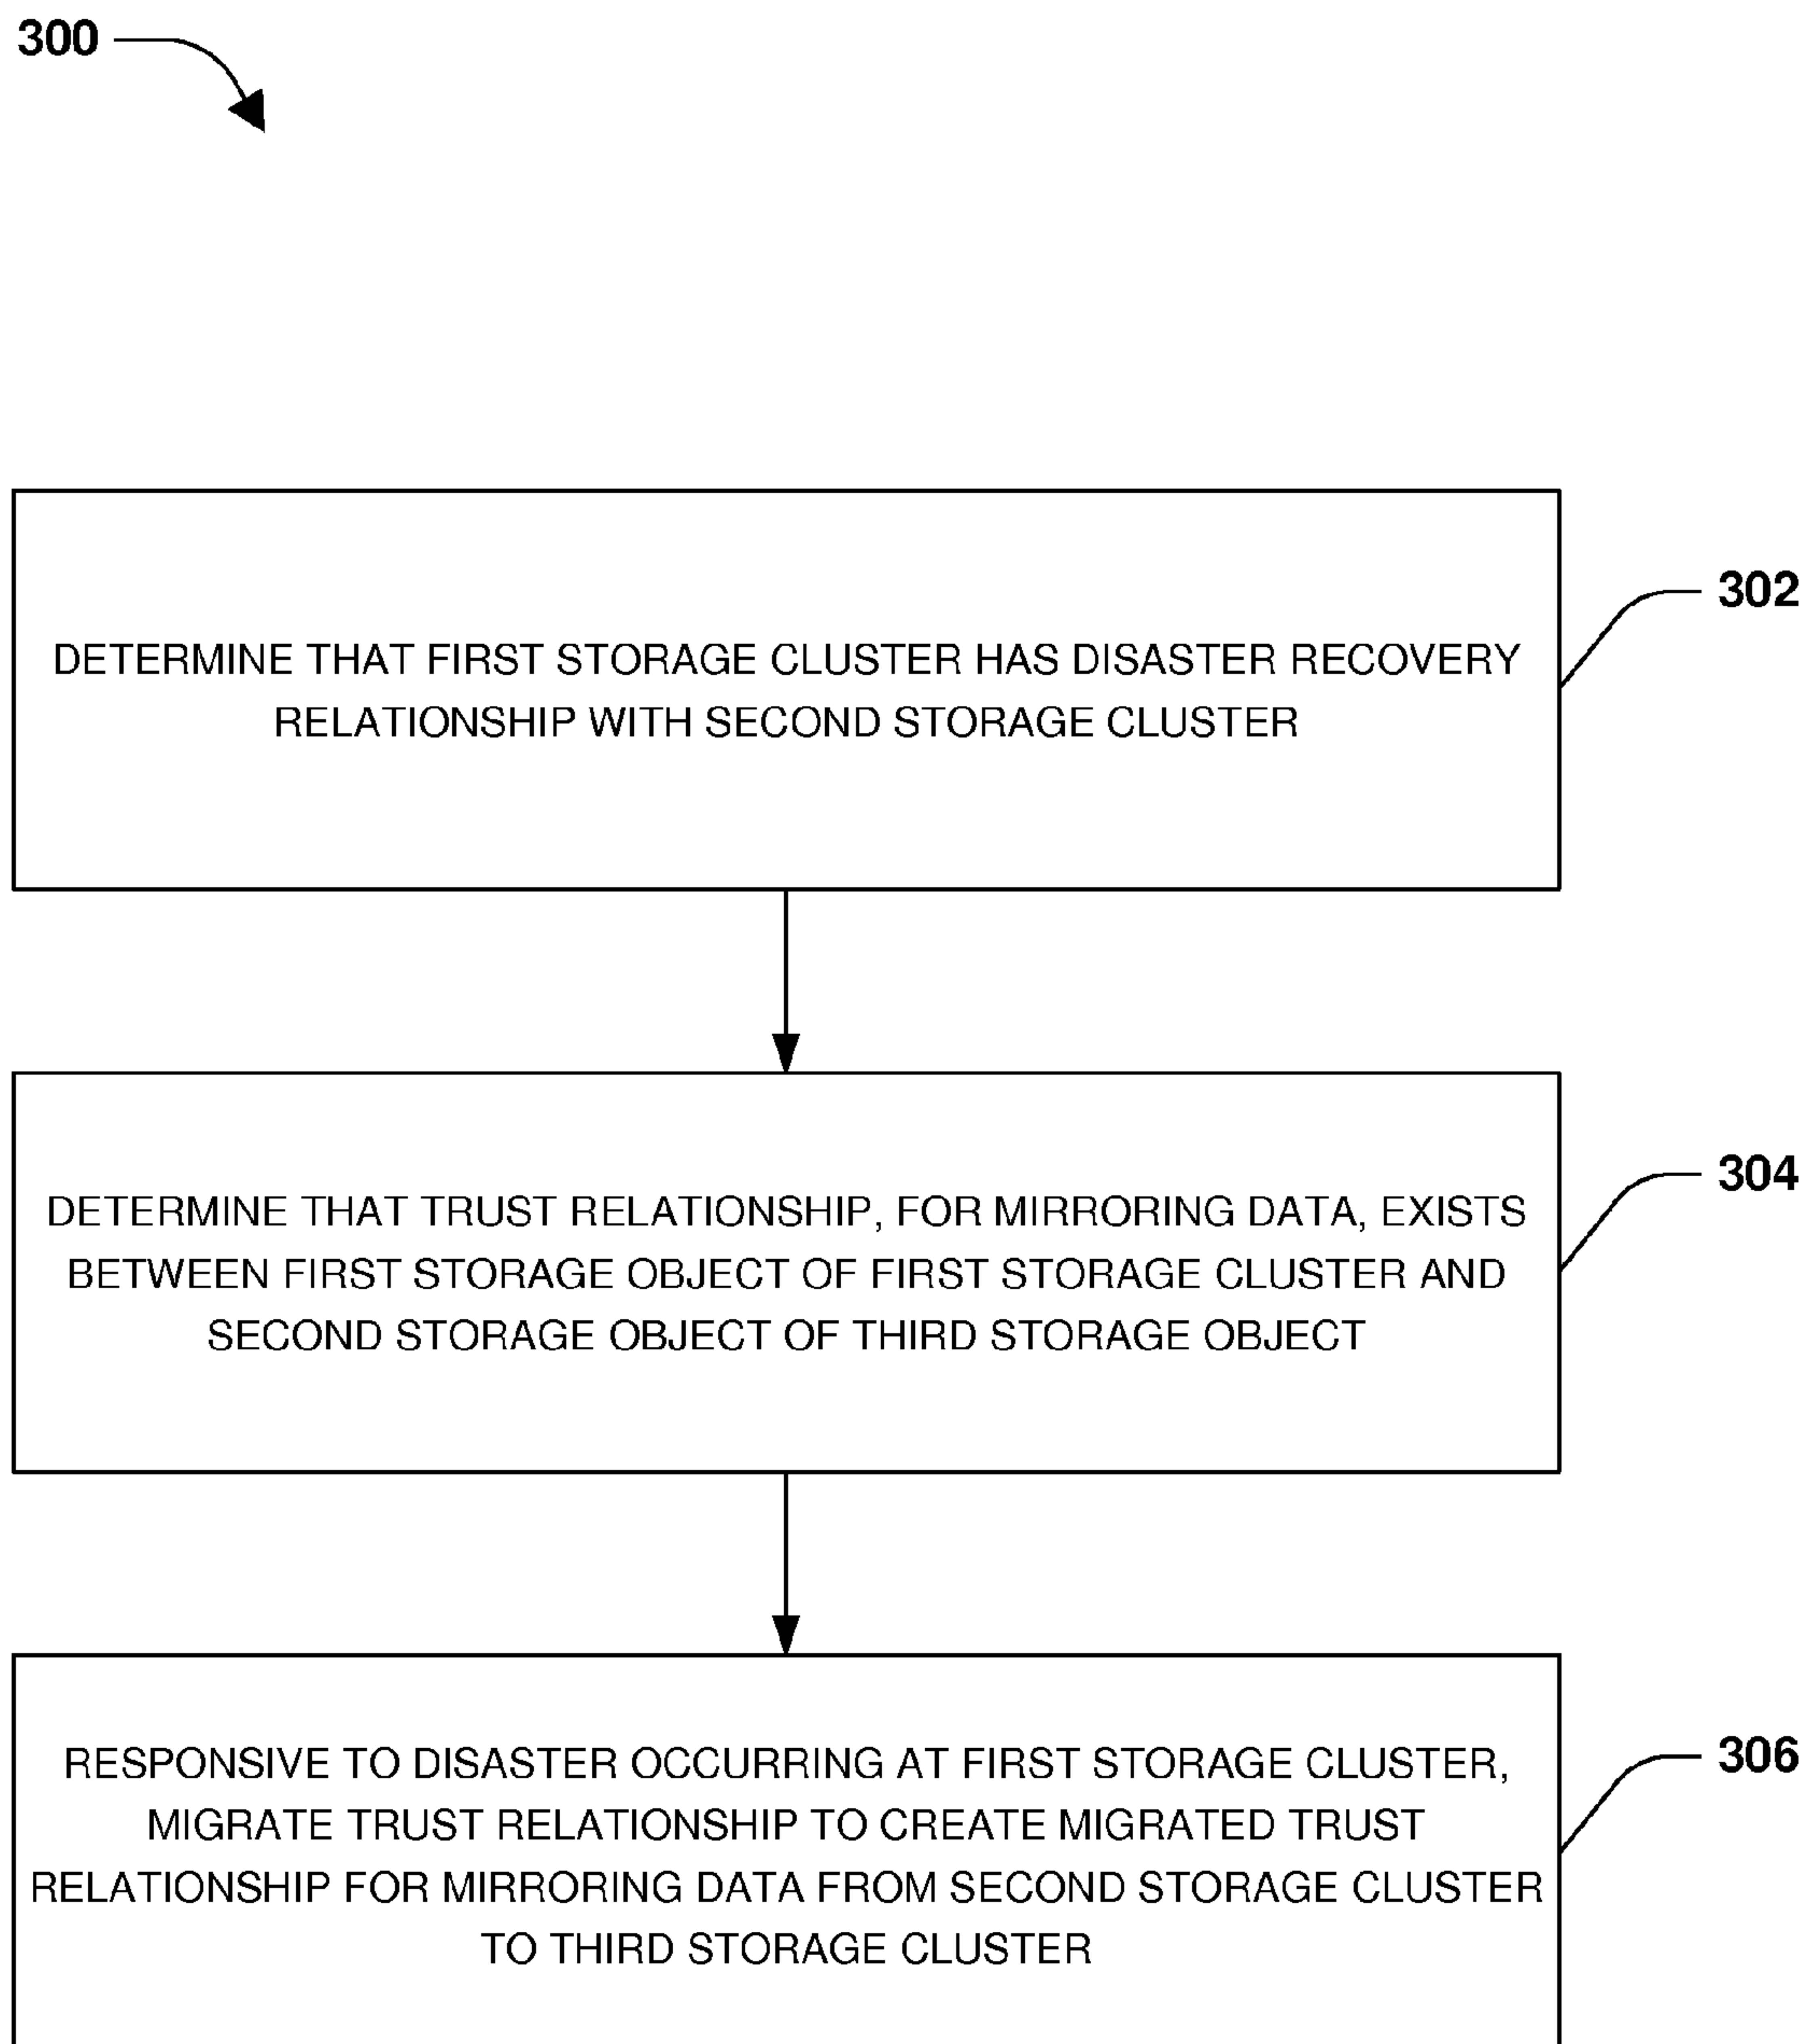 300
DETERMINE THAT FIRST STORAGE CLUSTER HAS DISASTER RECOVERY
RELATIONSHIP WITH SECOND STORAGE CLUSTER
302
DETERMINE THAT TRUST RELATIONSHIP, FOR MIRRORING DATA, EXISTS
BETWEEN FIRST STORAGE OBJECT OF FIRST STORAGE CLUSTER AND
SECOND STORAGE OBJECT OF THIRD STORAGE OBJECT
304
RESPONSIVE TO DISASTER OCCURRING AT FIRST STORAGE CLUSTER,
MIGRATE TRUST RELATIONSHIP TO CREATE MIGRATED TRUST
RELATIONSHIP FOR MIRRORING DATA FROM SECOND STORAGE CLUSTER
TO THIRD STORAGE CLUSTER
306